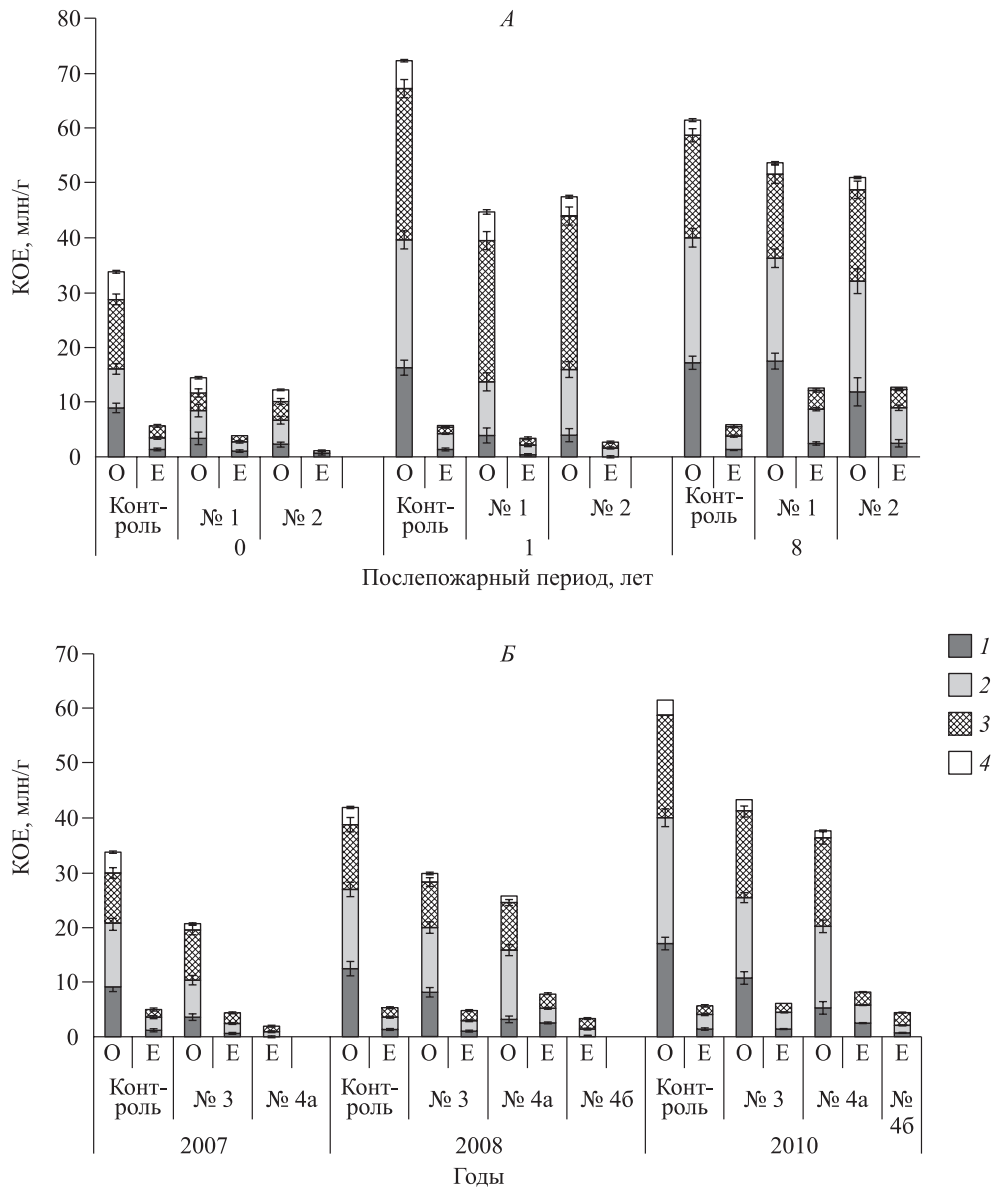 А
80
70
60
50
40
30
20
10
0
КОЕ, млн/г
О Е О Е О Е О Е О Е О Е О Е О Е О Е
Конт-
роль № 1 № 2 Конт-
роль № 1 № 2 Конт-
роль № 1 № 2
0 1 8
Послепожарный период, лет
Б
70
60
50
40
30
20
10
0
КОЕ, млн/г
1
2
3
4
О Е О Е Е О Е О Е О Е Е О Е О Е О Е Е
Конт-
роль № 3 № 4а Конт-
роль № 3 № 4а № 4б Конт-
роль № 3 № 4а №
4б
2007 2008 2010
Годы